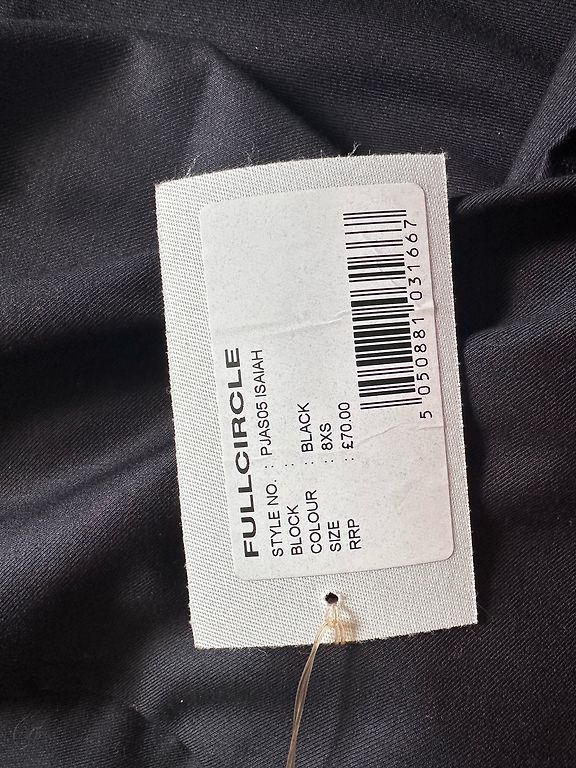 FULLCIRCLE
STYLE NO. : PJAS05 ISAIAH
BLOCK :
COLOUR : BLACK
SIZE : 8XS
RRP : £70.00
5 050881 031667